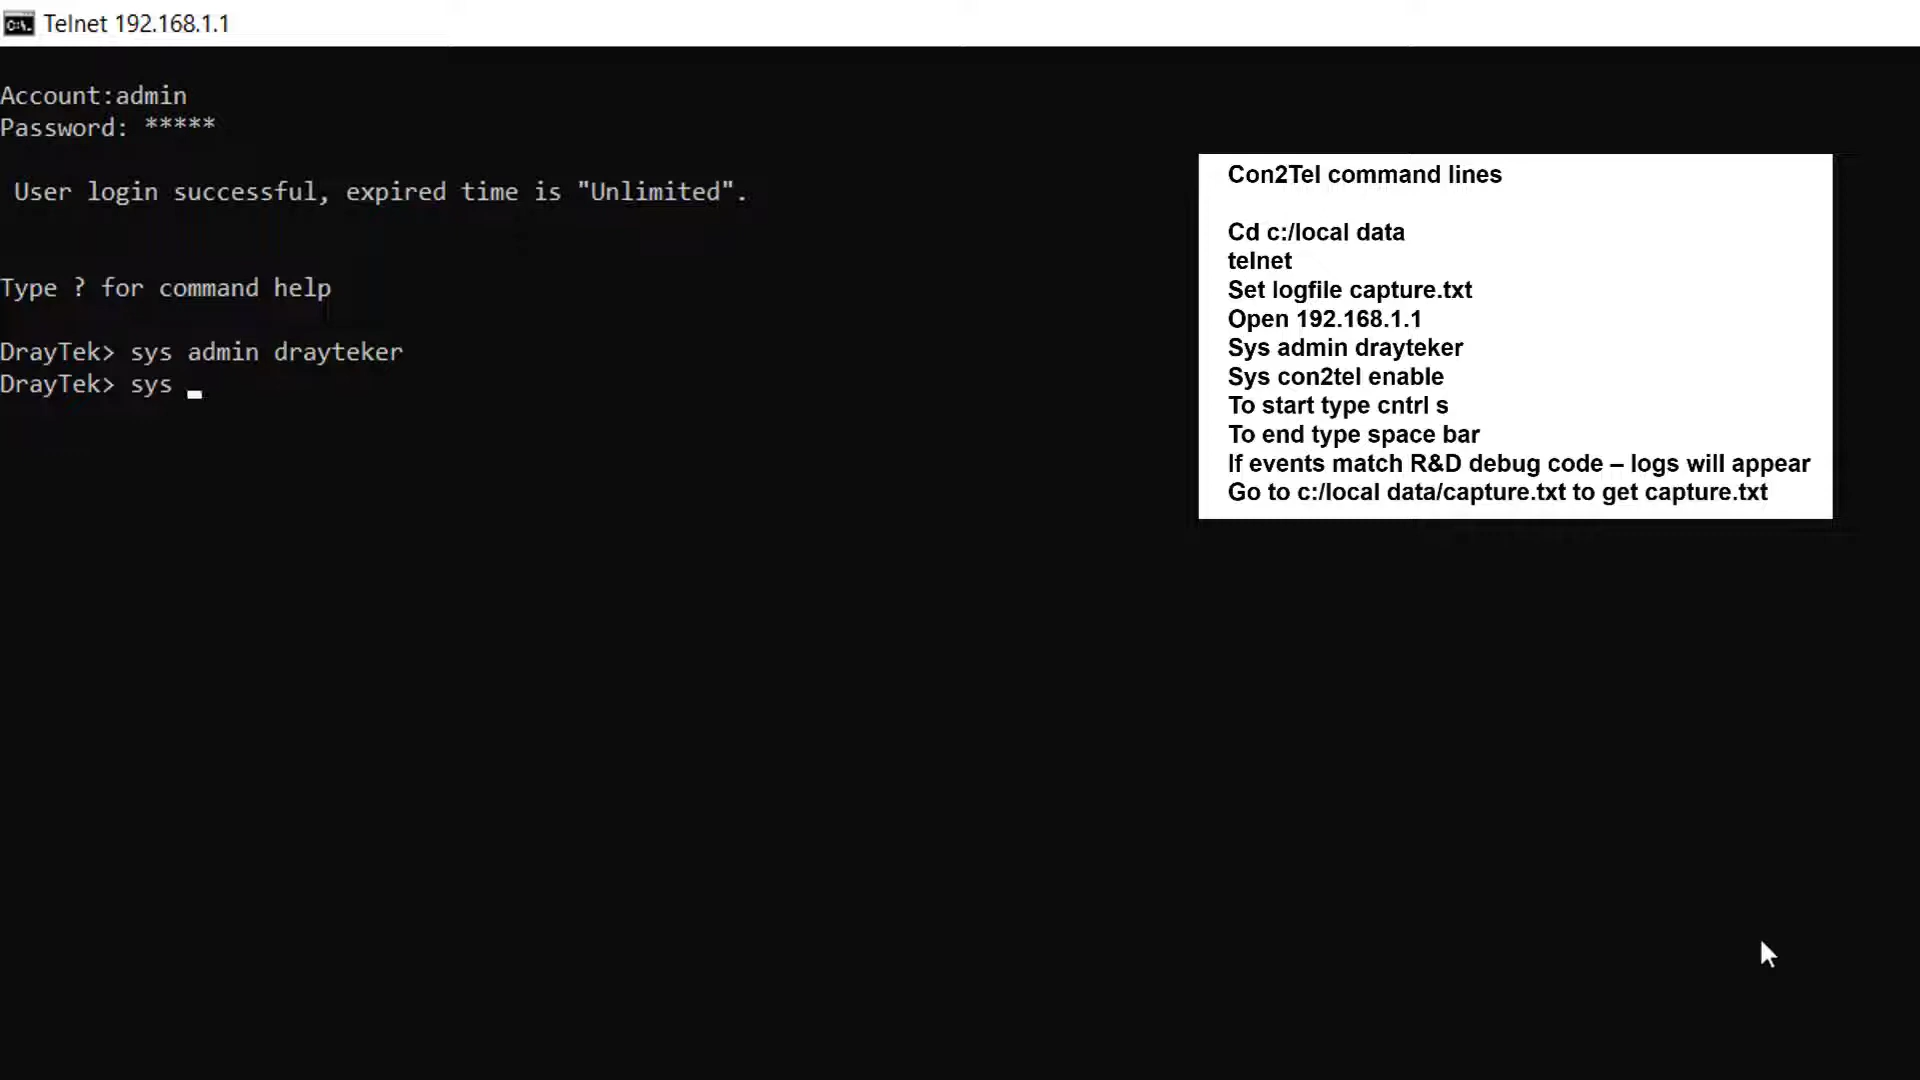 Telnet 192.168.1.1
Account:admin
Password: *****
User login successful, expired time is "Unlimited".
Type ? for command help
DrayTek> sys admin drayteker
DrayTek> sys
Con2Tel command lines
Cd c:/local data
telnet
Set logfile capture.txt
Open 192.168.1.1
Sys admin drayteker
Sys con2tel enable
To start type cntrl s
To end type space bar
If events match R&D debug code – logs will appear
Go to c:/local data/capture.txt to get capture.txt